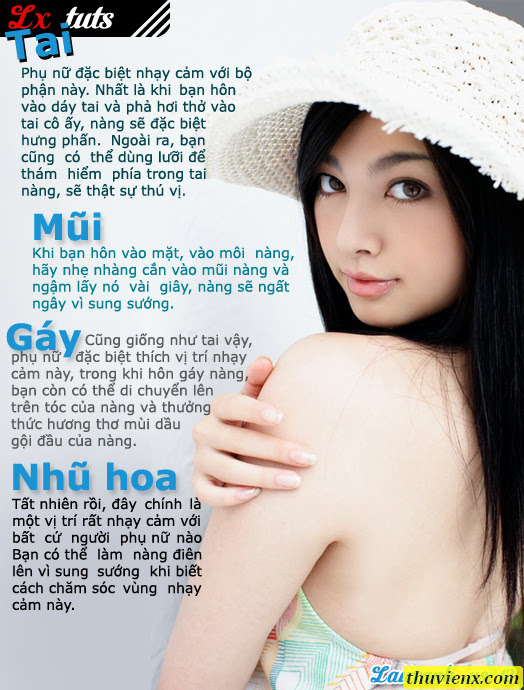 Lx tuts
Tai
Phụ nữ đặc biệt nhạy cảm với bộ
phận này. Nhất là khi bạn hôn
vào dáy tai và phả hơi thở vào
tai cô ấy, nàng sẽ đặc biệt
hưng phấn. Ngoài ra, bạn
cũng có thể dùng lưỡi để
thám hiểm phía trong tai
nàng, sẽ thật sự thú vị.
Mũi
Khi bạn hôn vào mặt, vào môi nàng,
hãy nhẹ nhàng cắn vào mũi nàng và
ngậm lấy nó vài giây, nàng sẽ ngất
ngây vì sung sướng.
Gáy
Cũng giống như tai vậy,
phụ nữ đặc biệt thích vị trí nhạy
cảm này, trong khi hôn gáy nàng,
bạn còn có thể di chuyển lên
trên tóc của nàng và thưởng
thức hương thơ mùi dầu
gội đầu của nàng.
Nhũ hoa
Tất nhiên rồi, đây chính là
một vị trí rất nhạy cảm với
bất cứ người phụ nữ nào
Bạn có thể làm nàng điên
lên vì sung sướng khi biết
cách chăm sóc vùng nhạy
cảm này.
thuvienx.com